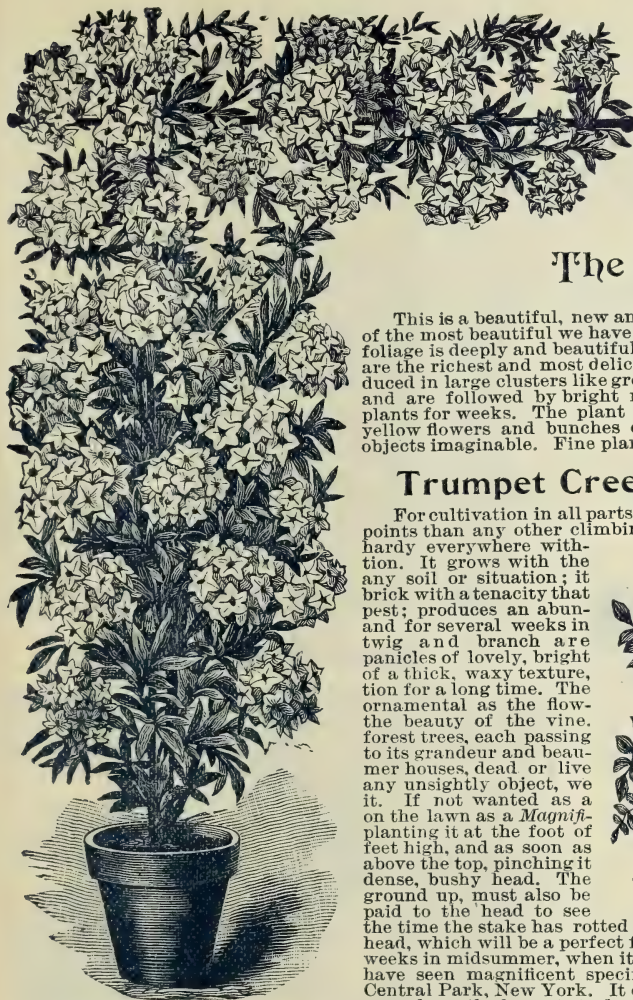 The
This is a beautiful, new an
of the most beautiful we have
foliage is deeply and beautiful
are the richest and most delic
duced in large clusters like gr
and are followed by bright r
plants for weeks. The plant
yellow flowers and bunches
objects imaginable. Fine plan
Trumpet Cree
For cultivation in all parts
points than any other climbin
hardy everywhere with-
tion. It grows with the
any soil or situation; it
brick with a tenacity that
pest; produces an abun-
and for several weeks in
twig and branch are
panicles of lovely, bright
of a thick, waxy texture,
tion for a long time. The
ornamental as the flow-
the beauty of the vine.
forest trees, each passing
to its grandeur and beau-
mer houses, dead or live
any unsightly object, we
it. If not wanted as a
on the lawn as a Magnifi-
planting it at the foot of
feet high, and as soon as
above the top, pinching it
dense, bushy head. The
ground up, must also be
paid to the head to see
the time the stake has rotted
head, which will be a perfect f
weeks in midsummer, when it
have seen magnificent speci
Central Park, New York. It